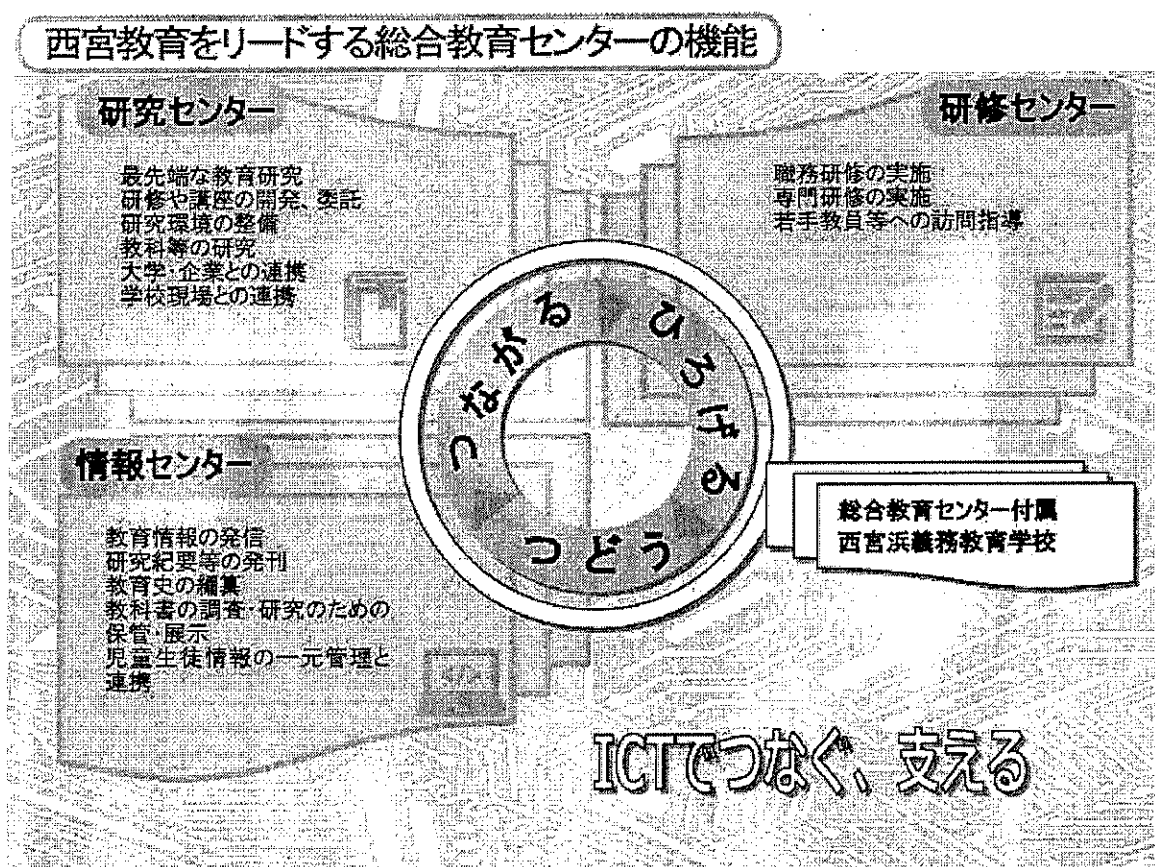 西宮教育をリードする総合教育センターの機能
研究センター
最先端な教育研究
研修や講座の開発、委託
研究環境の整備
教科等の研究
大学・企業との連携
学校現場との連携
研修センター
職務研修の実施
専門研修の実施
若手教員等への訪問指導
つながる
ひろげる
つどう
情報センター
教育情報の発信
研究紀要等の発刊
教育史の編纂
教科書の調査・研究のための
保管・展示
児童生徒情報の一元管理と
連携
総合教育センター付属
西宮浜義務教育学校
ICTでつなぐ、支える